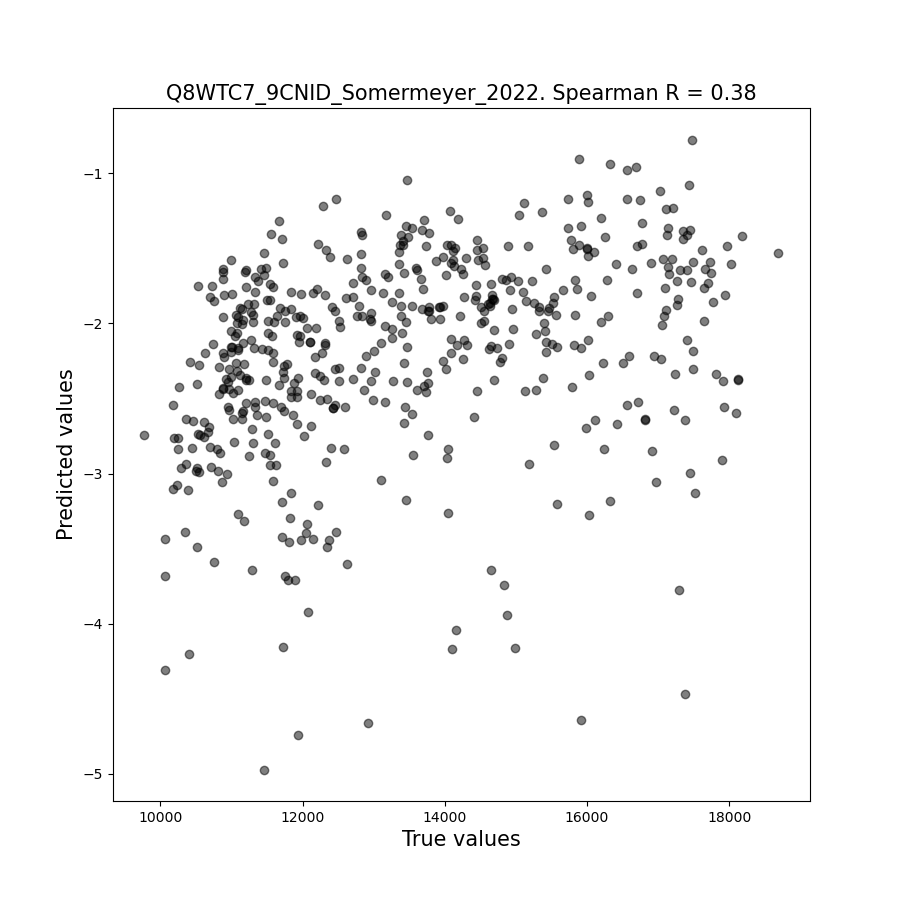 Q8WTC7_9CNID_Somermeyer_2022. Spearman R = 0.38
−1
−2
−3
−4
−5
Predicted values
10000 12000 14000 16000 18000
True values